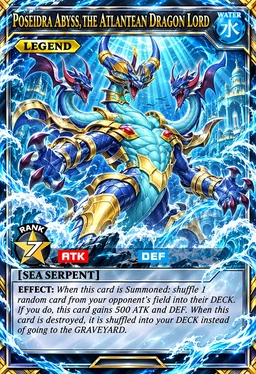 POSEIDRA ABYSS, THE ATLANTEAN DRAGON LORD
WATER
水
LEGEND
RANK
7
ATK
DEF
[SEA SERPENT]
EFFECT: When this card is Summoned: shuffle 1
random card from your opponent's field into their DECK.
If you do, this card gains 500 ATK and DEF. When this
card is destroyed, it is shuffled into your DECK instead
of going to the GRAVEYARD.